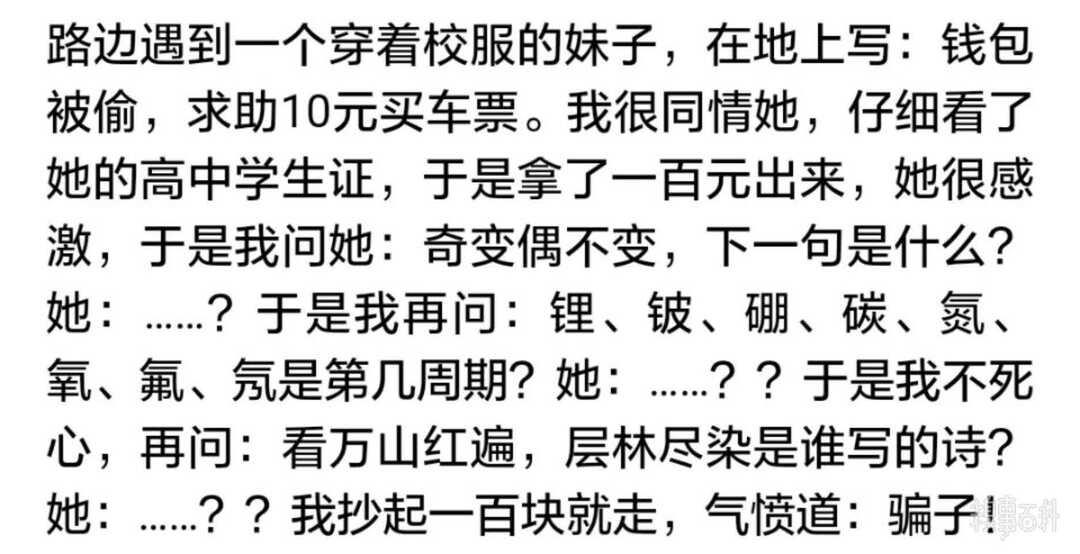 路边遇到一个穿着校服的妹子，在地上写：钱包
被偷，求助10元买车票。我很同情她，仔细看了
她的高中学生证，于是拿了一百元出来，她很感
激，于是我问她：奇变偶不变，下一句是什么？
她：……？于是我再问：锂、铍、硼、碳、氮、
氧、氟、氖是第几周期？她：……？？于是我不死
心，再问：看万山红遍，层林尽染是谁写的诗？
她：……？？我抄起一百块就走，气愤道：骗子！
糗事百科